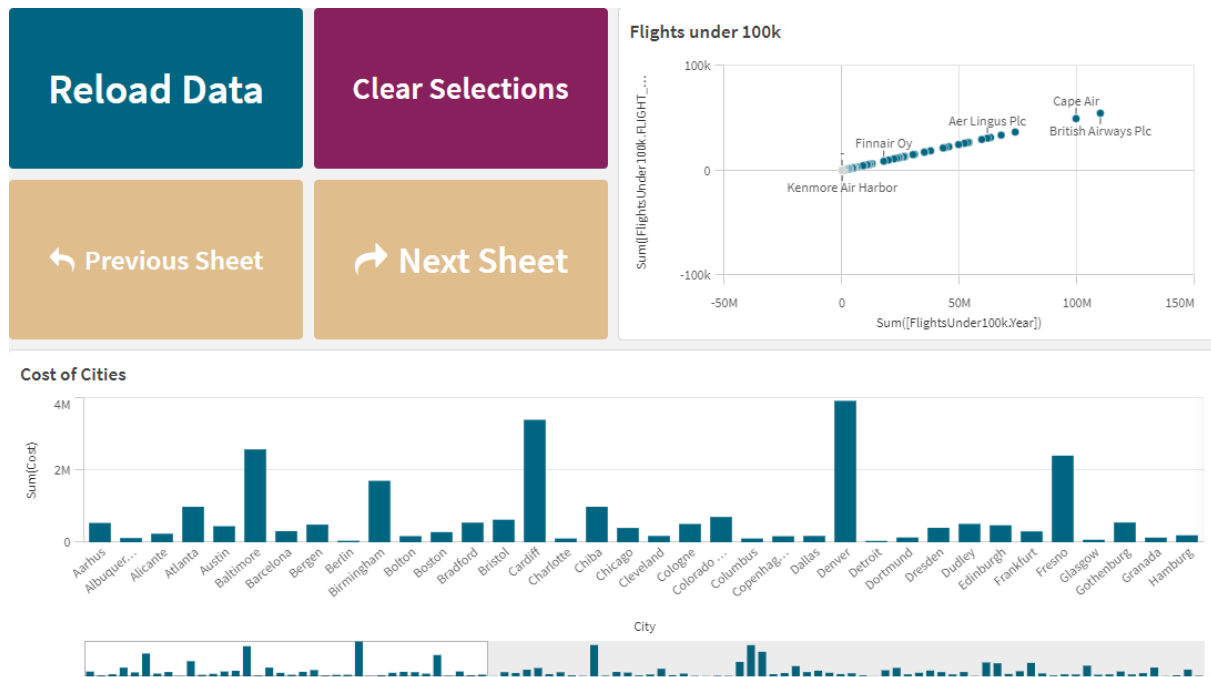 Reload Data
Clear Selections
Previous Sheet
Next Sheet
Flights under 100k
Sum([FlightsUnder100k.FLIGHT_...
100k
0
-100k
Cape Air
British Airways Plc
Aer Lingus Plc
Finnair Oy
Kenmore Air Harbor
-50M 0 50M 100M 150M
Sum([FlightsUnder100k.Year])
Cost of Cities
Sum(Cost)
4M
2M
0
Aarhus Albuquer... Alicante Atlanta Austin Baltimore Barcelona Bergen Berlin Birmingham Bolton Boston Bradford Bristol Cardiff Charlotte Chiba Chicago Cleveland Cologne Colorado ... Columbus Copenhag... Dallas Denver Detroit Dortmund Dresden Dudley Edinburgh Frankfurt Fresno Glasgow Gothenburg Granada Hamburg
City